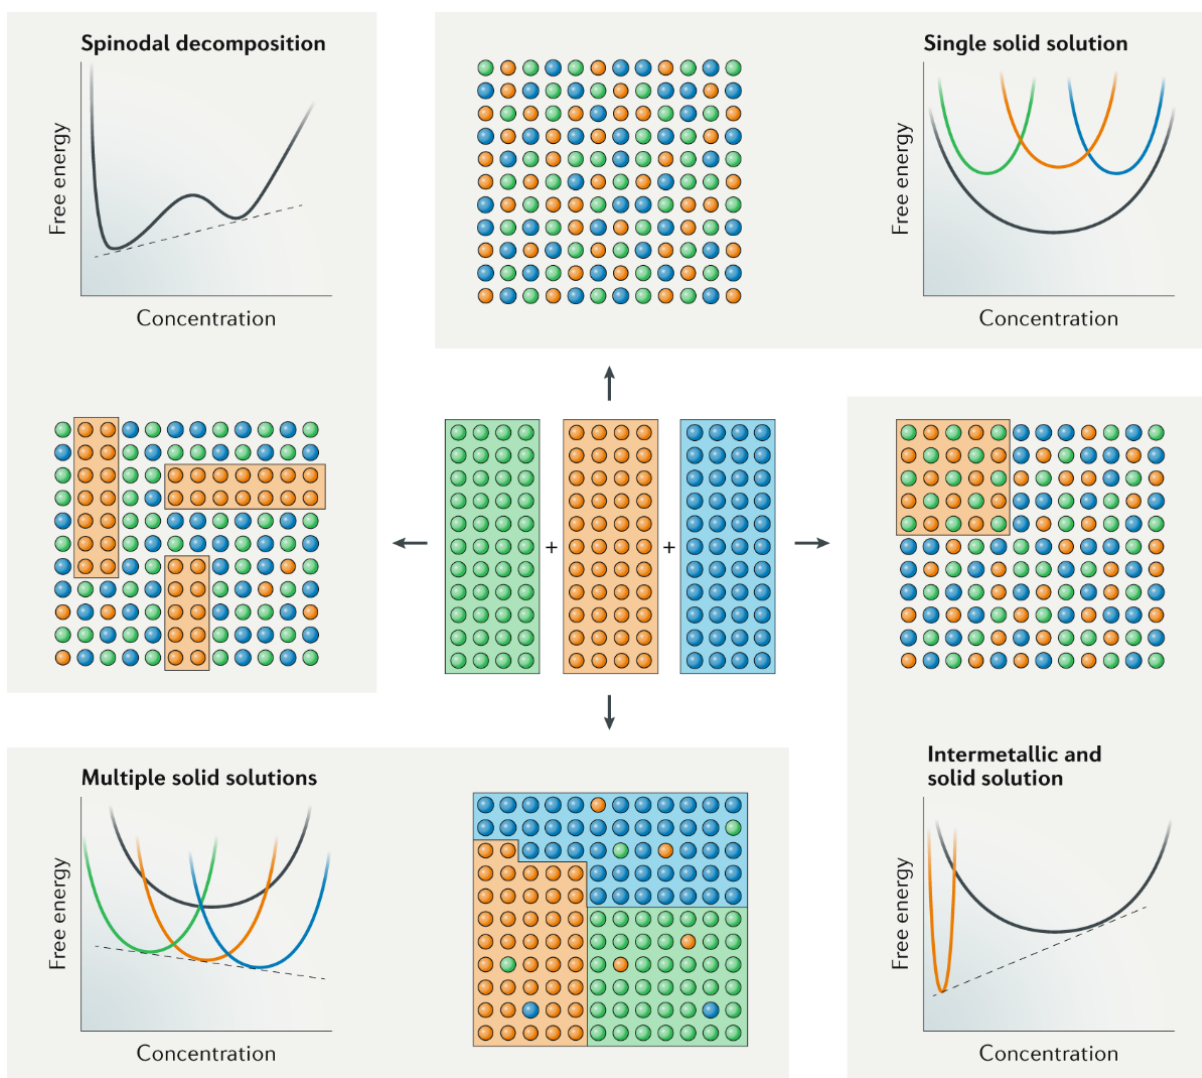 Spinodal decomposition
Free energy
Concentration
Single solid solution
Free energy
Concentration
+
+
Multiple solid solutions
Free energy
Concentration
Intermetallic and
solid solution
Free energy
Concentration